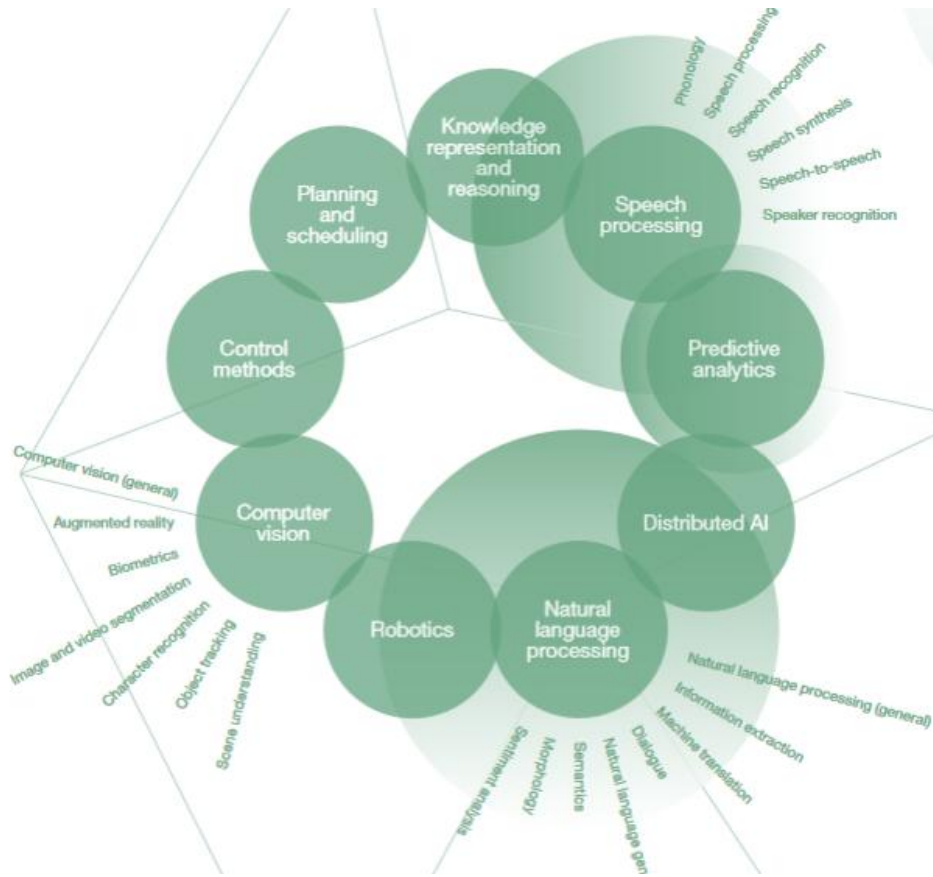 Phonology
Speech processing
Speech recognition
Speech synthesis
Speech-to-speech
Speaker recognition
Knowledge
representation
and
reasoning
Planning
and
scheduling
Speech
processing
Control
methods
Predictive
analytics
Computer vision (general)
Augmented reality
Biometrics
Image and video segmentation
Character recognition
Object tracking
Scene understanding
Computer
vision
Distributed AI
Robotics
Natural
language
processing
Natural language processing (general)
Information extraction
Machine translation
Dialogue
Natural language gen
Semantics
Morphology
Sentiment analysis